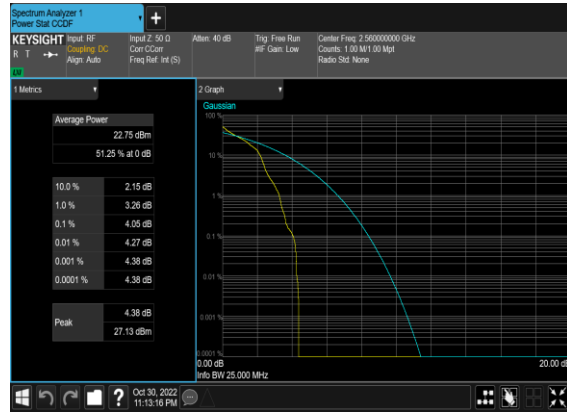 Spectrum Analyzer 1
Power Stat CCDF
KEYSIGHT
R T
Input: RF
Coupling: DC
Align: Auto
Input Z: 50 Ω
Corr CCorr
Freq Ref: Int (S)
Atten: 40 dB
Trig: Free Run
#IF Gain: Low
Center Freq: 2.560000000 GHz
Counts: 1.00 M/1.00 Mpt
Radio Std: None
1 Metrics
Average Power
22.75 dBm
51.25 % at 0 dB
10.0 % 2.15 dB
1.0 % 3.26 dB
0.1 % 4.05 dB
0.01 % 4.27 dB
0.001 % 4.38 dB
0.0001 % 4.38 dB
Peak
4.38 dB
27.13 dBm
2 Graph
Gaussian
100 %
10 %
1 %
0.1 %
0.01 %
0.001 %
0.0001 %
0.00 dB
20.00 dB
Info BW 25.000 MHz
Oct 30, 2022
11:13:16 PM